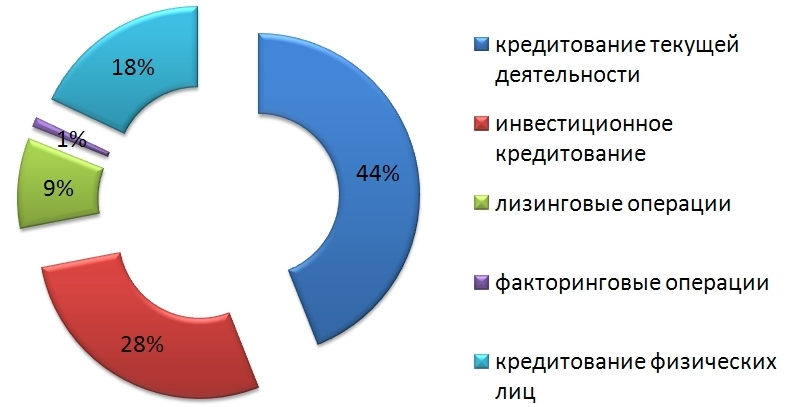 18%
1%
9%
44%
28%
кредитование текущей
деятельности
инвестиционное
кредитование
лизинговые операции
факторинговые операции
кредитование физических
лиц